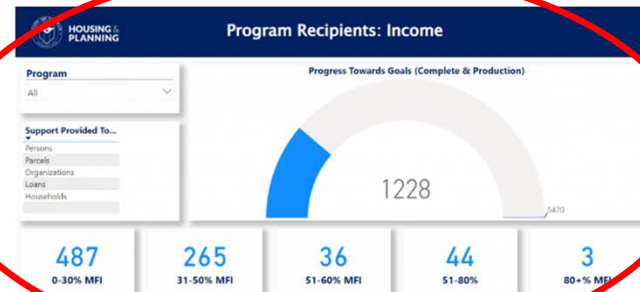 HOUSING &
PLANNING
Program Recipients: Income
Program
All
Progress Towards Goals (Complete & Production)
Support Provided To...
Persons
Parcels
Organizations
Loans
Households
1228
5470
487
0-30% MFI
265
31-50% MFI
36
51-60% MFI
44
51-80%
3
80+% MFI